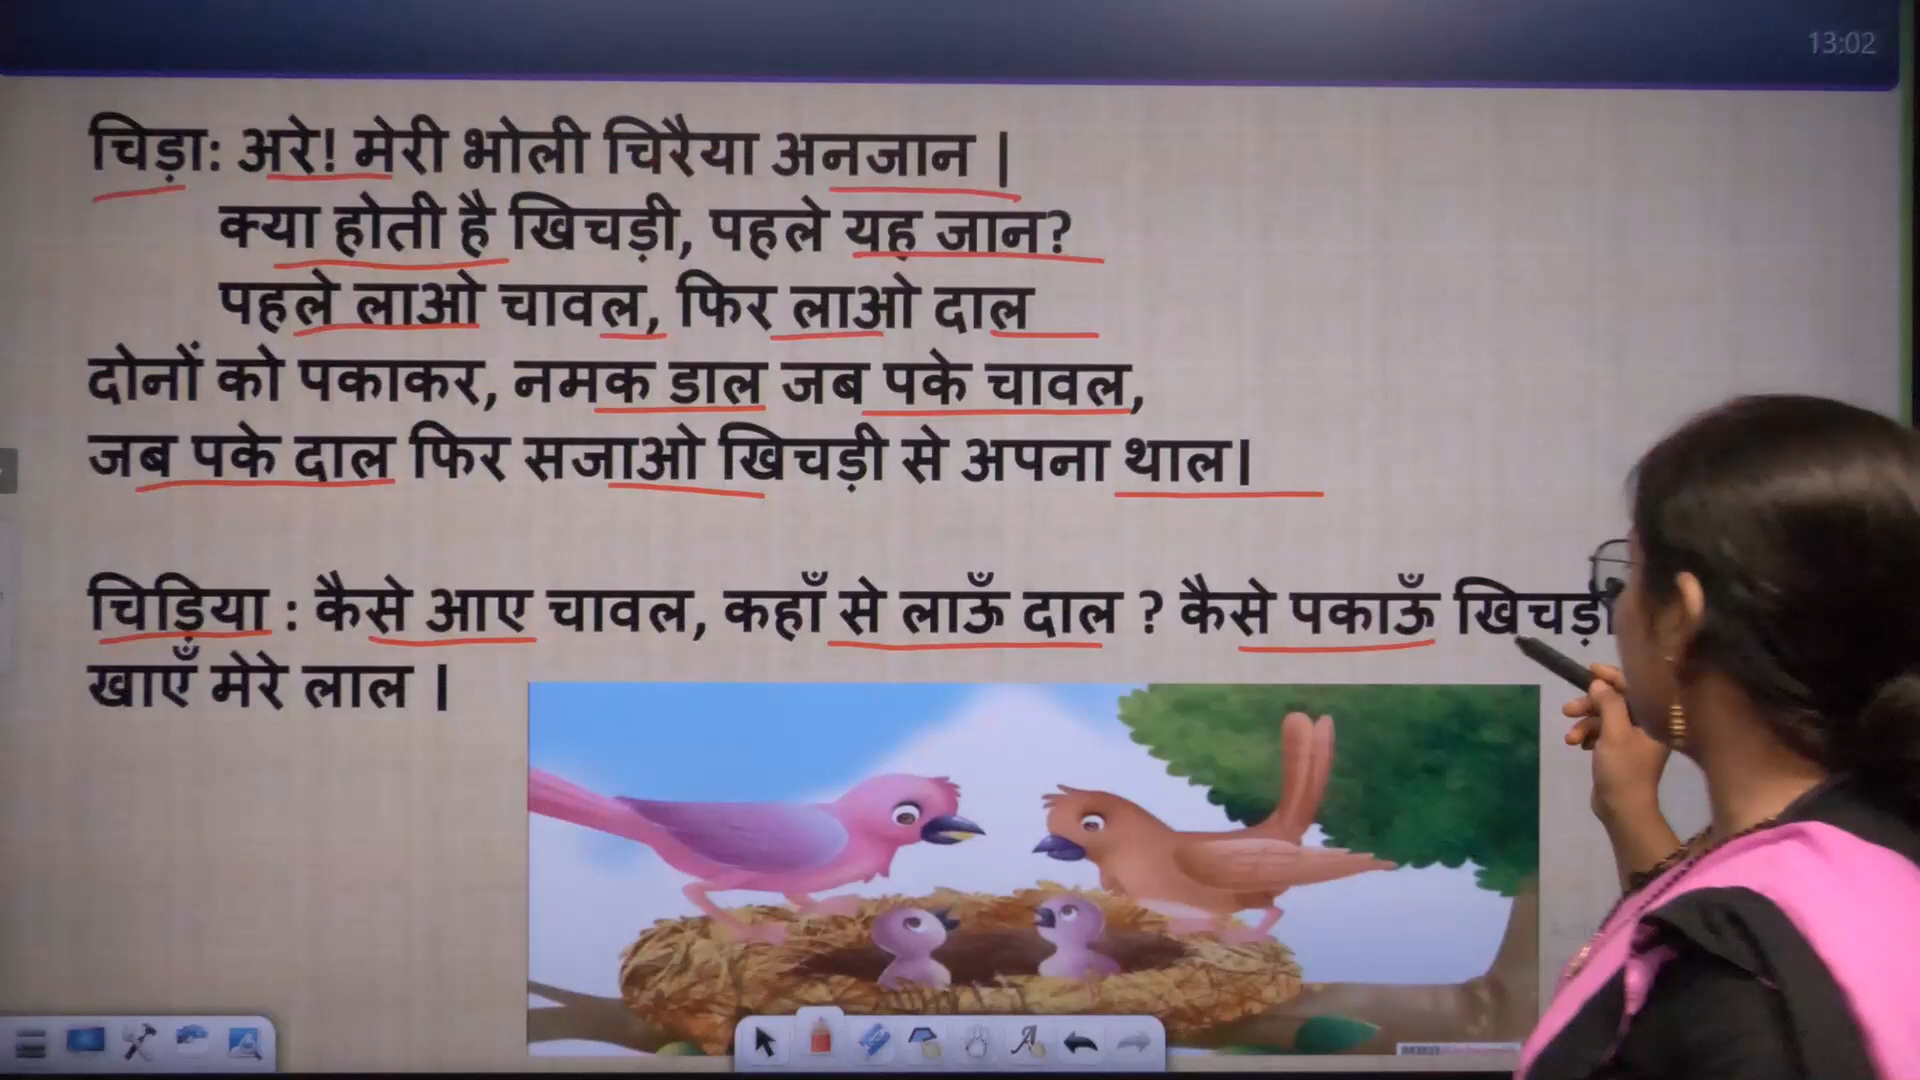 13:02
चिड़ा: अरे! मेरी भोली चिरैया अनजान |
क्या होती है खिचड़ी, पहले यह जान?
पहले लाओ चावल, फिर लाओ दाल
दोनों को पकाकर, नमक डाल जब पके चावल,
जब पके दाल फिर सजाओ खिचड़ी से अपना थाल।
चिड़िया : कैसे आए चावल, कहाँ से लाऊँ दाल ? कैसे पकाऊँ
खाएँ मेरे लाल ।